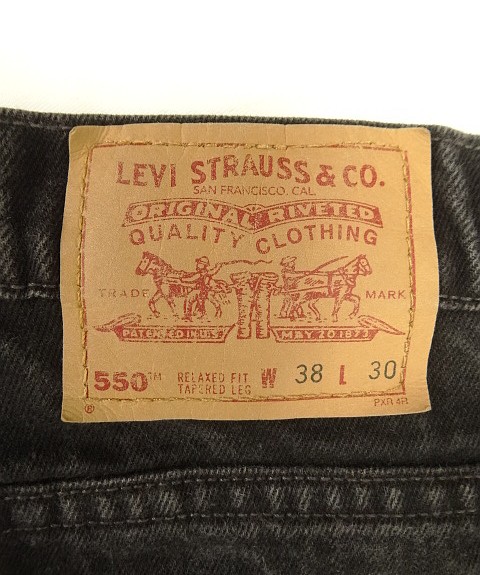 LEVI STRAUSS & CO.
SAN FRANCISCO. CAL.
ORIGINAL RIVETED
QUALITY CLOTHING
TRADE MARK
PATENTED IN U.S. MAY 20 1873
550™ RELAXED FIT W 38 L 30
TAPERED LEG
® PXR 4B